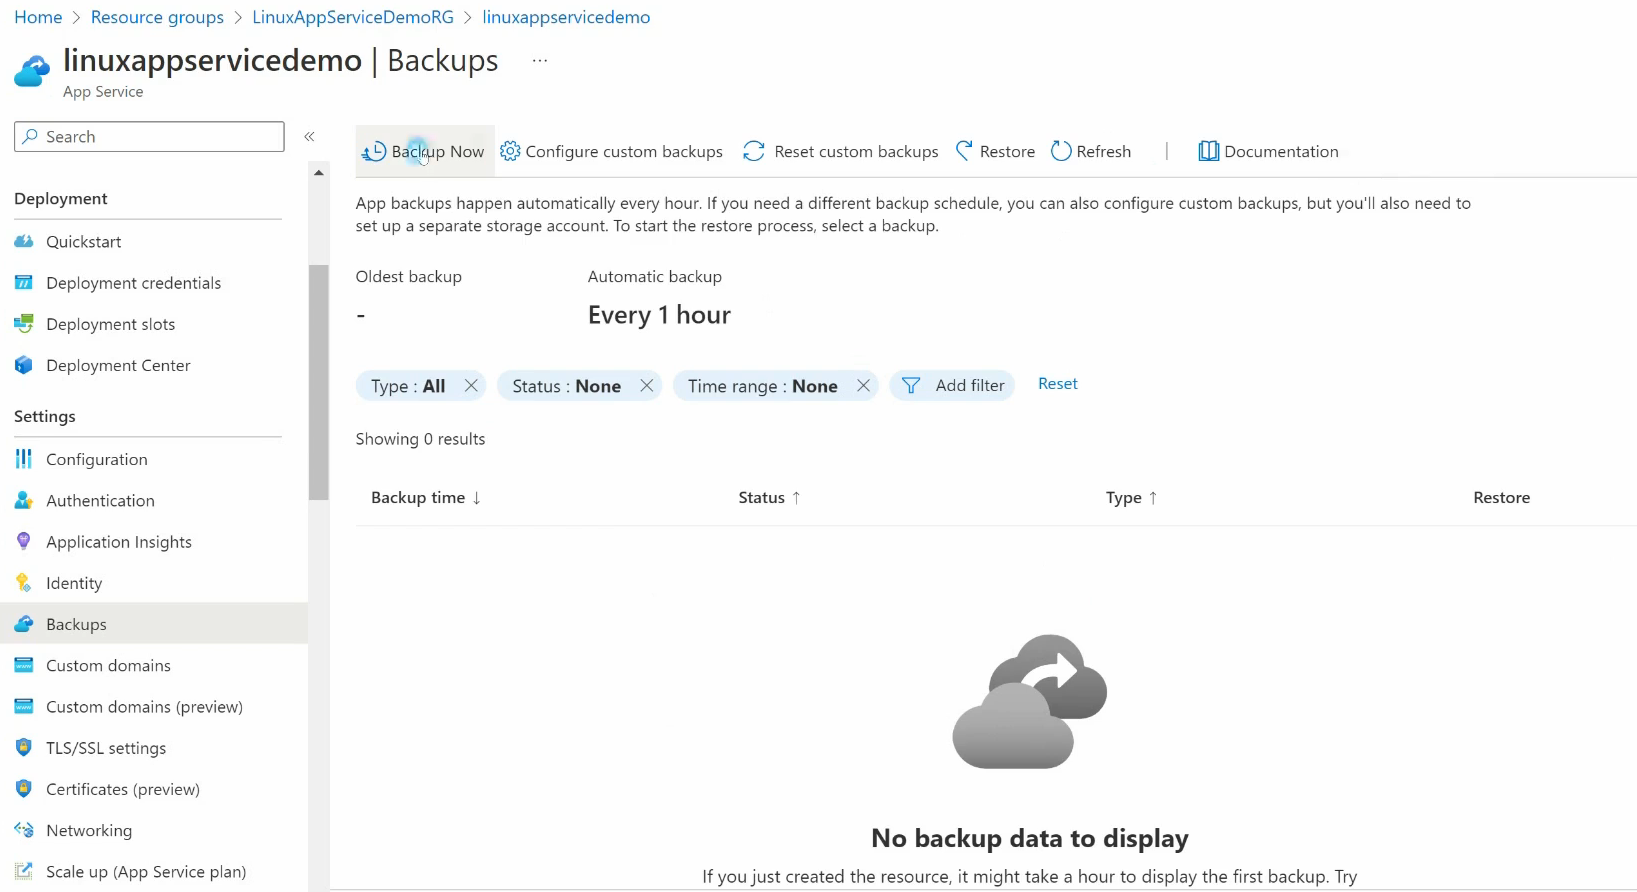 Home > Resource groups > LinuxAppServiceDemoRG > linuxappservicedemo
linuxappservicedemo | Backups ...
App Service
Search «
Backup Now Configure custom backups Reset custom backups Restore Refresh | Documentation
App backups happen automatically every hour. If you need a different backup schedule, you can also configure custom backups, but you'll also need to
set up a separate storage account. To start the restore process, select a backup.
Deployment
Quickstart
Deployment credentials
Deployment slots
Deployment Center
Settings
Configuration
Authentication
Application Insights
Identity
Backups
Custom domains
Custom domains (preview)
TLS/SSL settings
Certificates (preview)
Networking
Scale up (App Service plan)
Oldest backup Automatic backup
- Every 1 hour
Type : All Status : None Time range : None Add filter Reset
Showing 0 results
Backup time ↓ Status ↑ Type ↑ Restore
No backup data to display
If you just created the resource, it might take a hour to display the first backup. Try